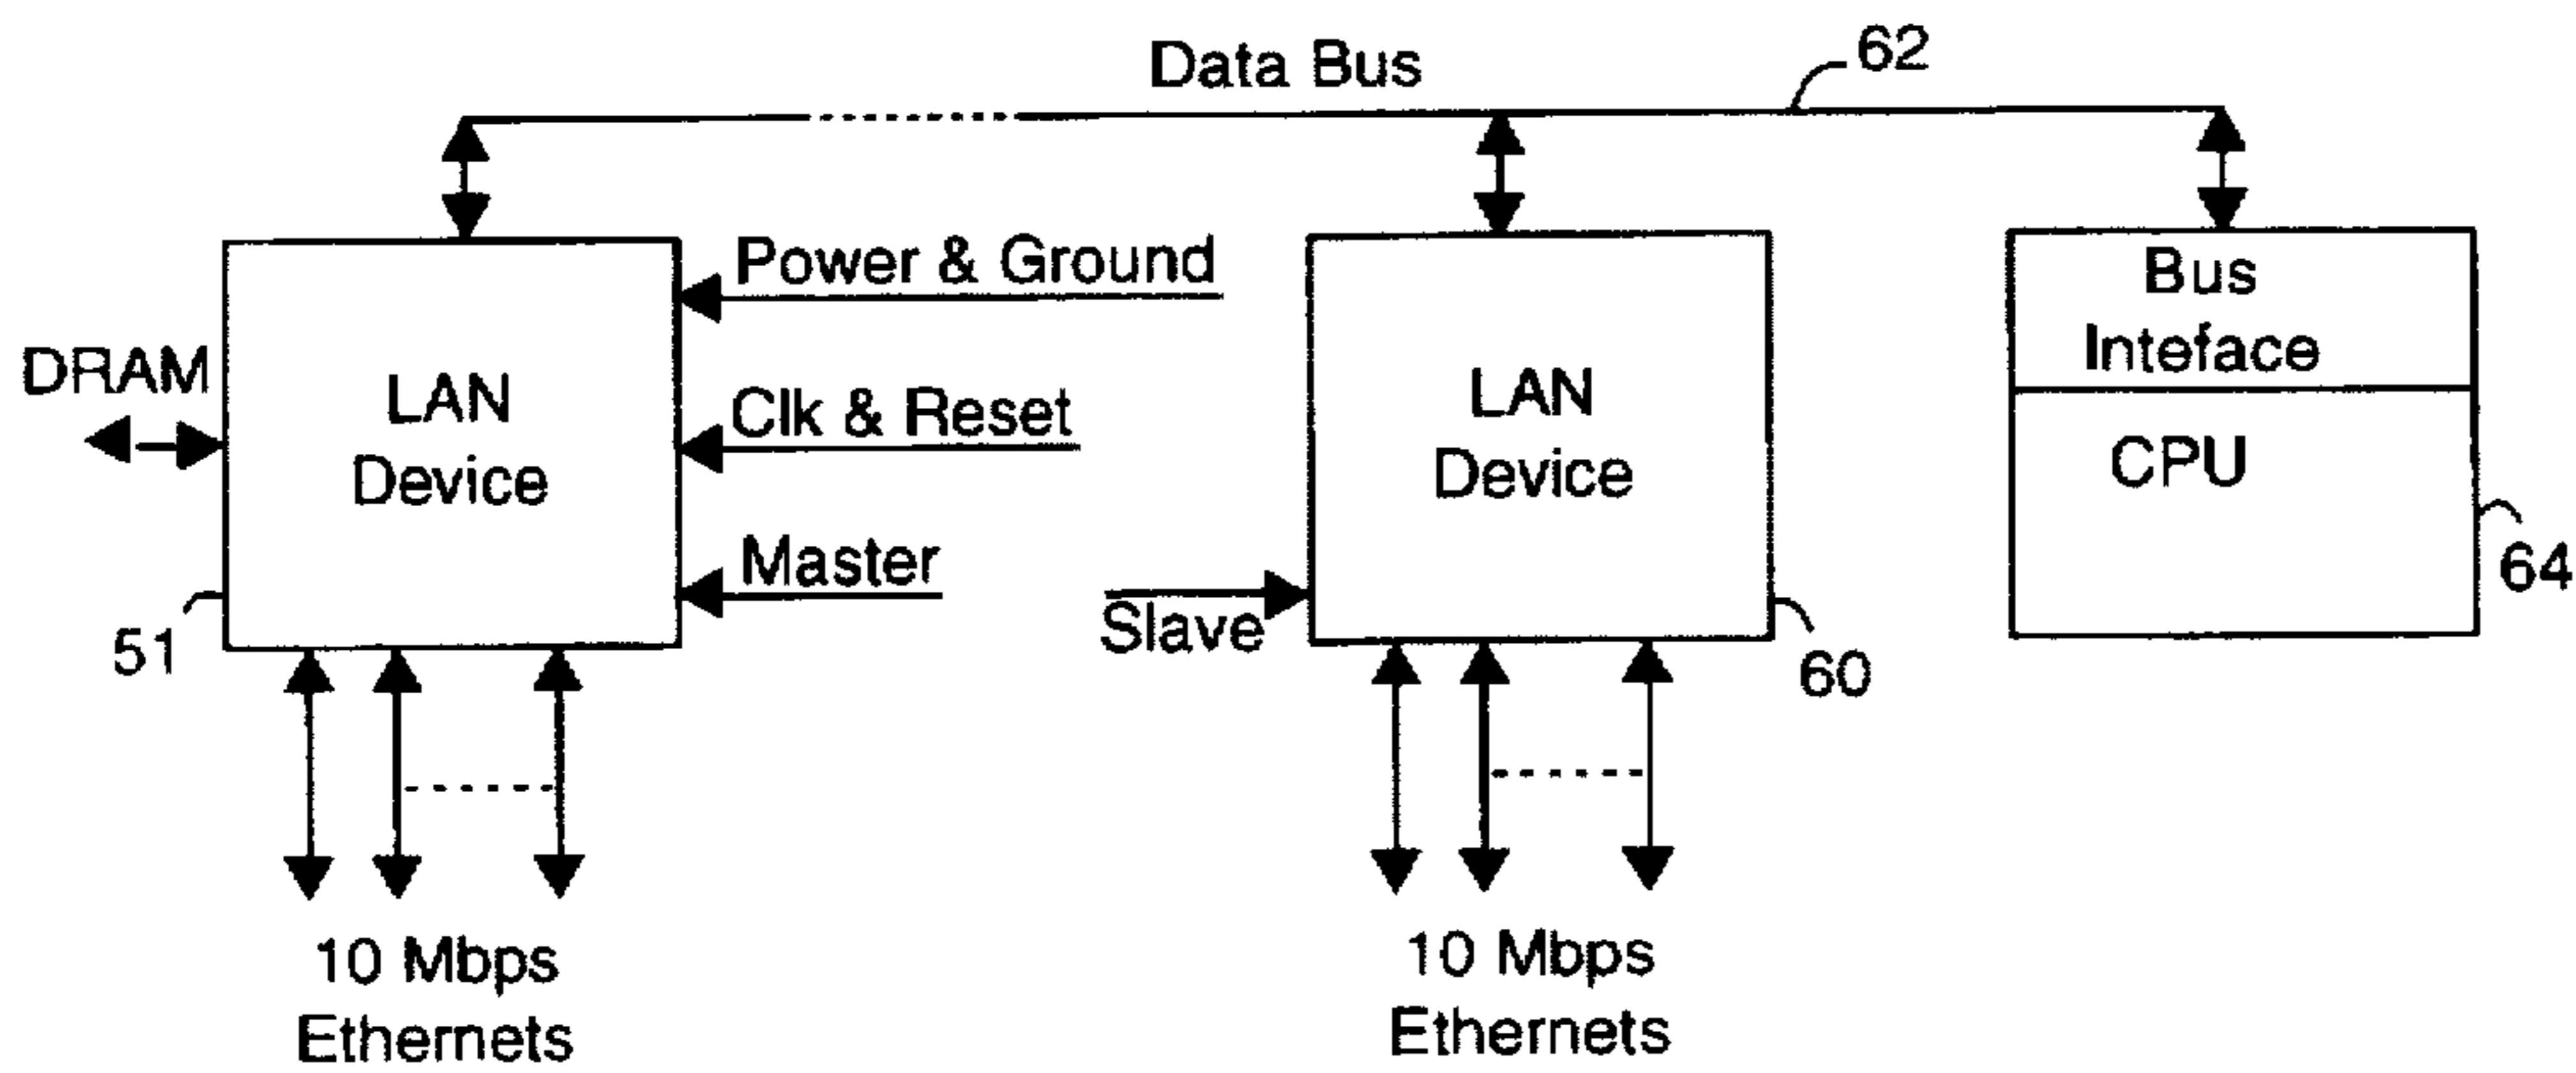 Data Bus
62
Power & Ground
Bus
Inteface
DRAM
LAN
Device
Clk & Reset
LAN
Device
CPU
Master
Slave
51
60
64
10 Mbps
Ethernets
10 Mbps
Ethernets